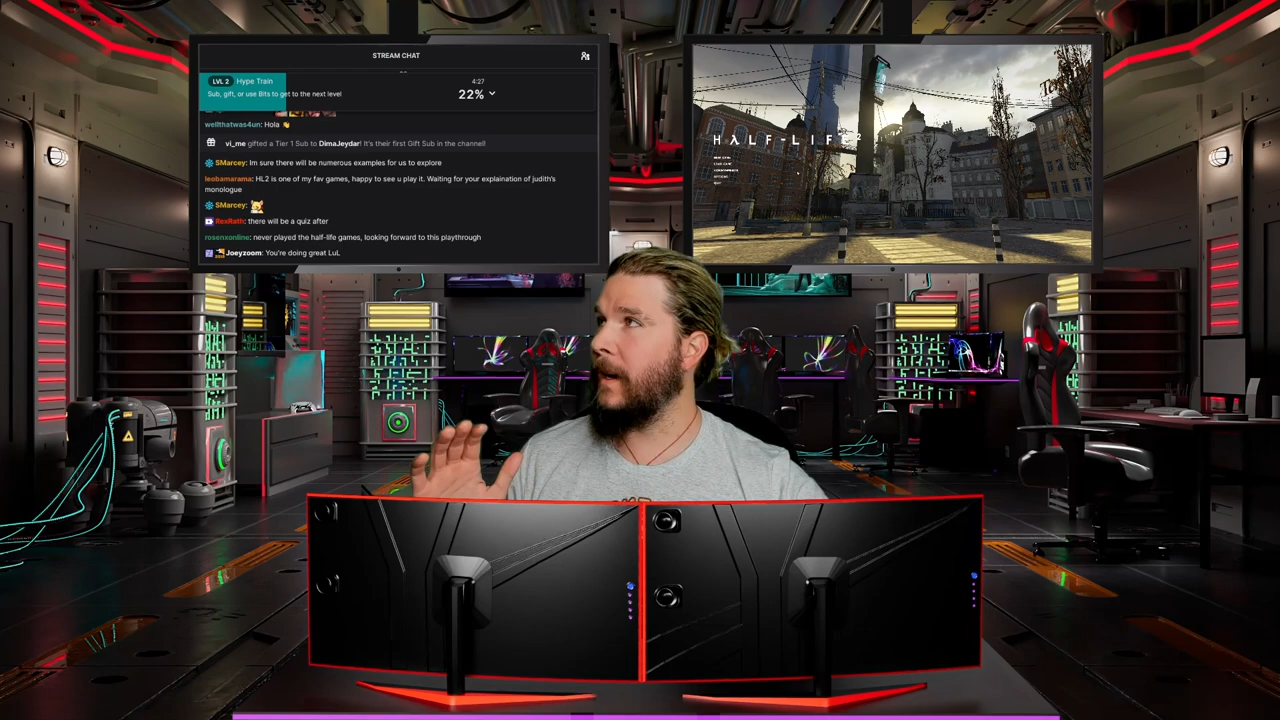 STREAM CHAT
LVL 2 Hype Train
Sub, gift, or use Bits to get to the next level
4:27
22%
wellthatwas4un: Hola 👋
vi_me gifted a Tier 1 Sub to DimaJeydar! It's their first Gift Sub in the channel!
SMarcey: Im sure there will be numerous examples for us to explore
leobamarama: HL2 is one of my fav games, happy to see u play it. Waiting for your explaination of judith's
monologue
SMarcey:
RexRath: there will be a quiz after
rosenxonline: never played the half-life games, looking forward to this playthrough
Joeyzoom: You're doing great LuL
HλLF-LIFE²